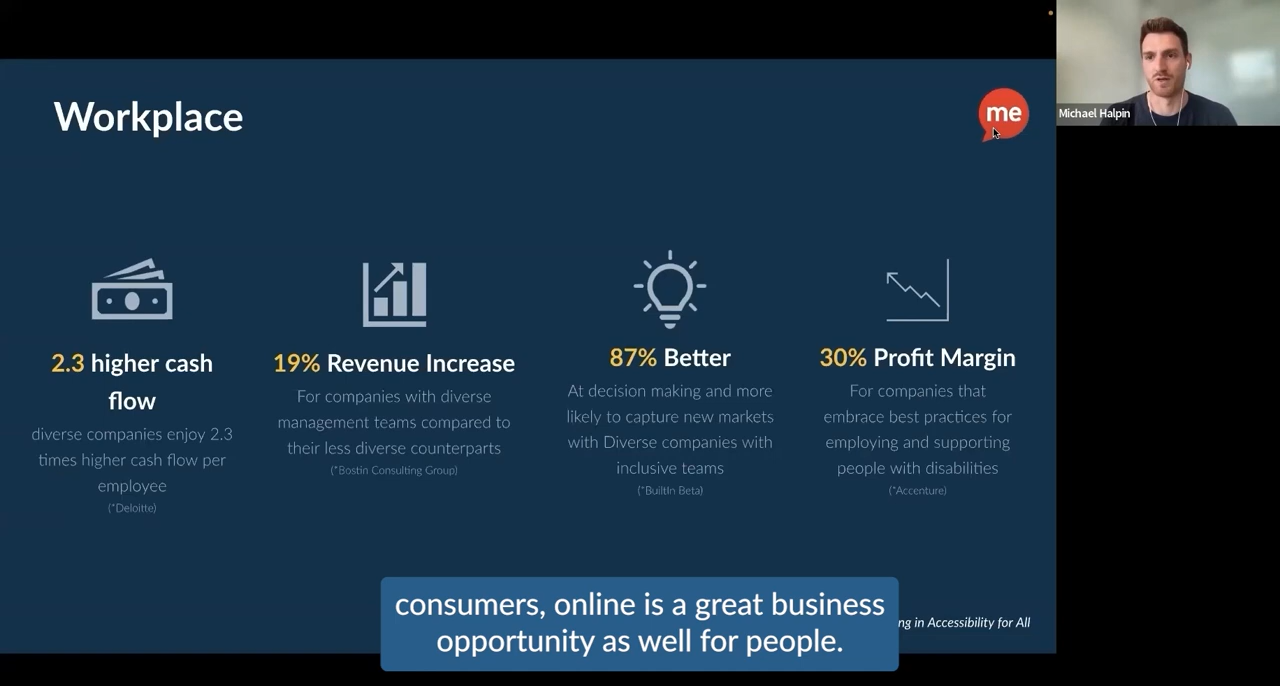 Workplace
me
Michael Halpin
2.3 higher cash
flow
diverse companies enjoy 2.3
times higher cash flow per
employee
(*Deloitte)
19% Revenue Increase
For companies with diverse
management teams compared to
their less diverse counterparts
(*Bostin Consulting Group)
87% Better
At decision making and more
likely to capture new markets
with Diverse companies with
inclusive teams
(*BuiltIn Beta)
30% Profit Margin
For companies that
embrace best practices for
employing and supporting
people with disabilities
(*Accenture)
consumers, online is a great business
opportunity as well for people.
ng in Accessibility for All